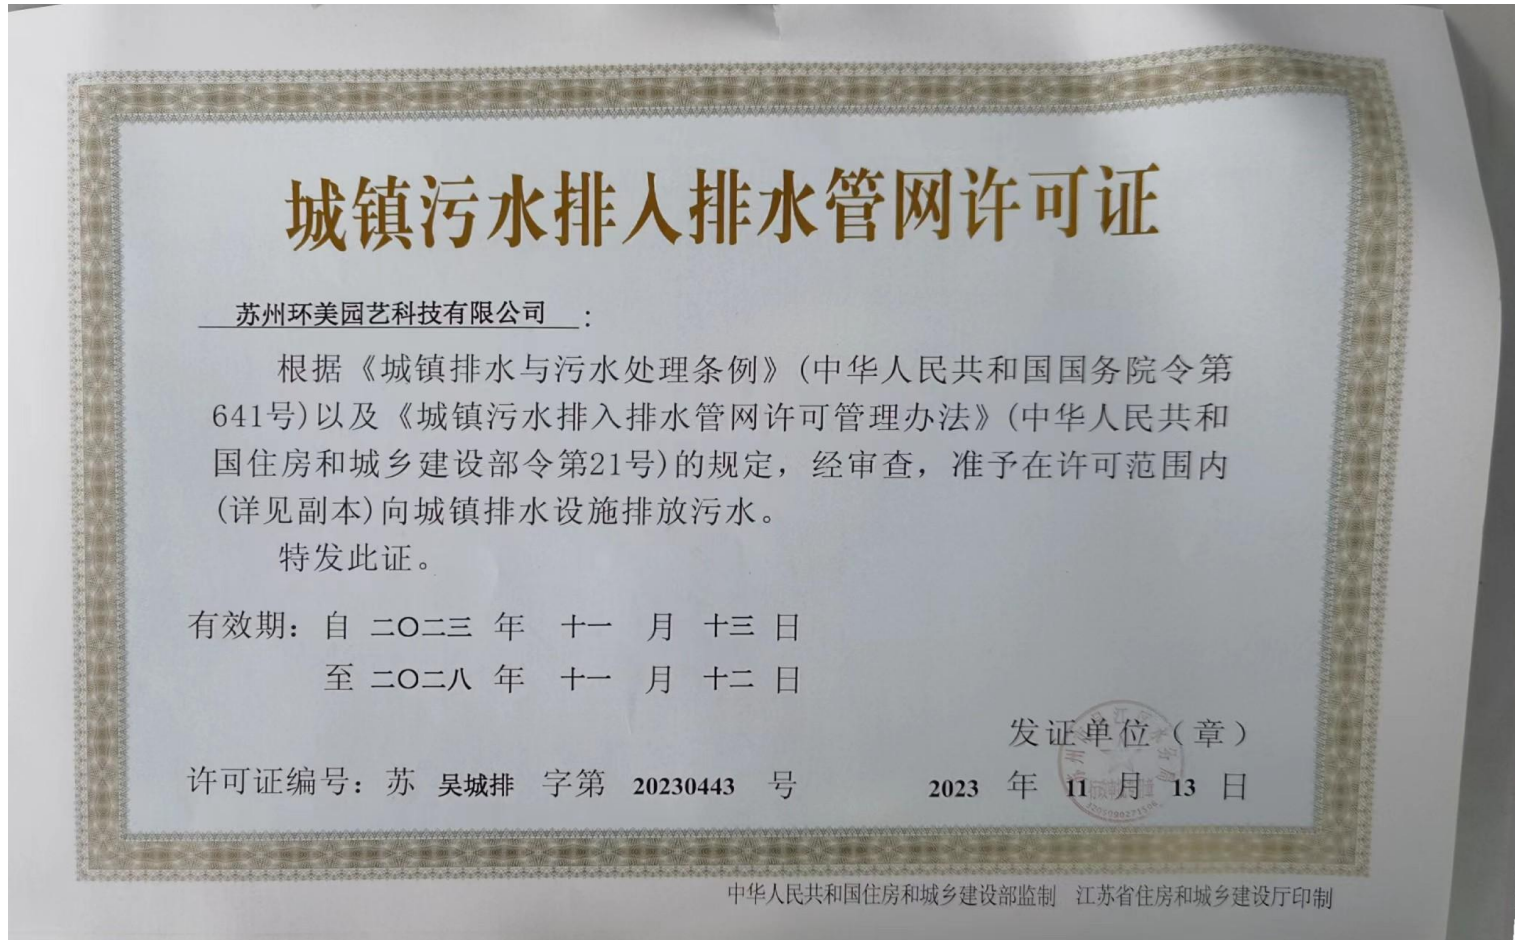 城镇污水排入排水管网许可证
苏州环美园艺科技有限公司：
根据《城镇排水与污水处理条例》(中华人民共和国国务院令第
641号)以及《城镇污水排入排水管网许可管理办法》(中华人民共和
国住房和城乡建设部令第21号)的规定，经审查，准予在许可范围内
(详见副本)向城镇排水设施排放污水。
特发此证。
有效期：自 二〇二三 年 十一 月 十三 日
至 二〇二八 年 十一 月 十二 日
发证单位（章）
许可证编号：苏 吴城排 字第 20230443 号
2023 年 11 月 13 日
中华人民共和国住房和城乡建设部监制 江苏省住房和城乡建设厅印制